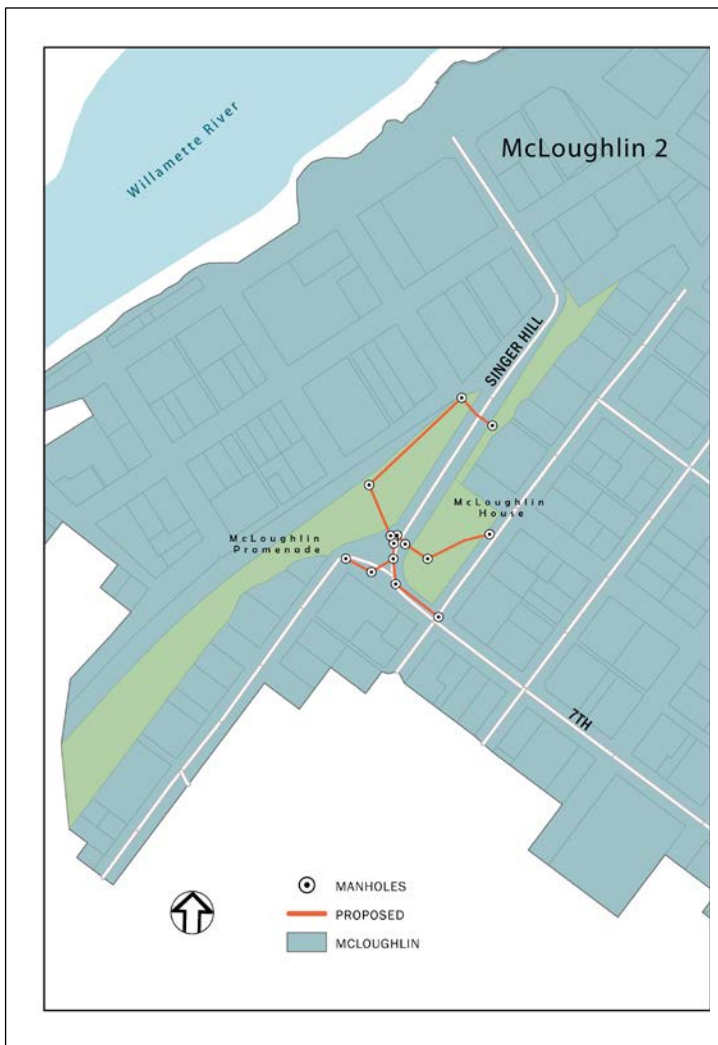 Willamette River
McLoughlin 2
SINGER HILL
McLoughlin
House
McLoughlin
Promenade
7TH
MANHOLES
PROPOSED
MCLOUGHLIN